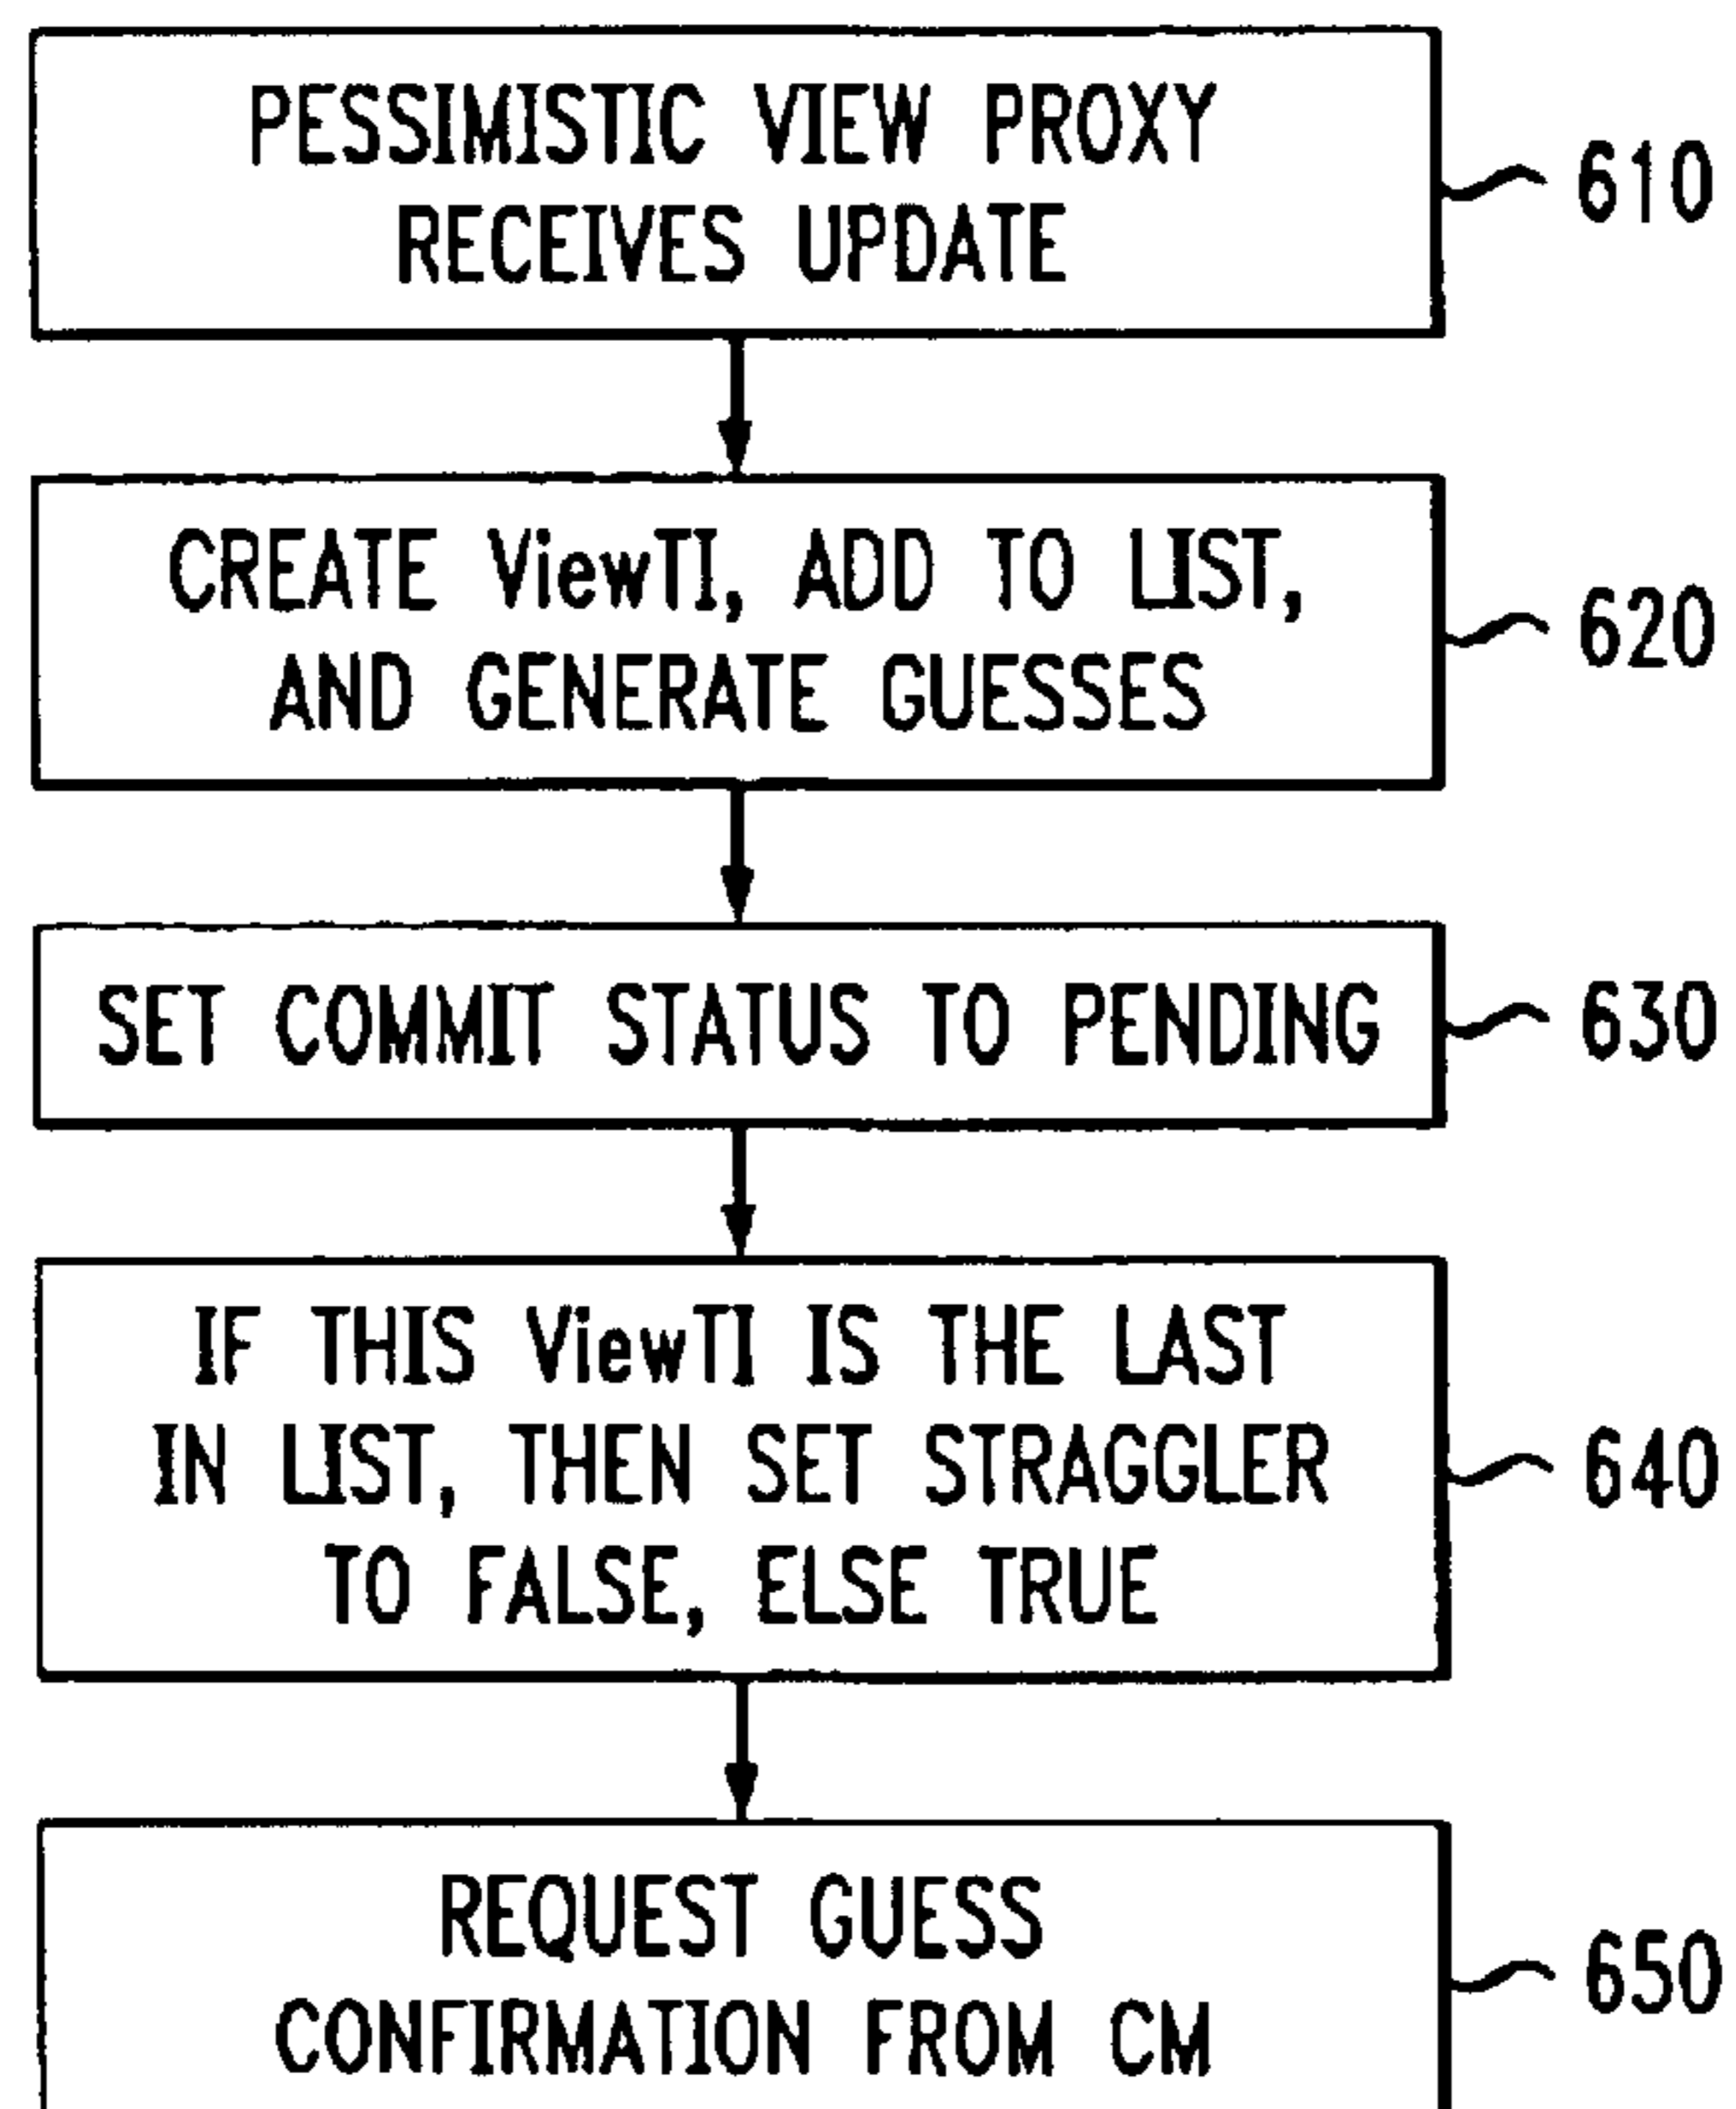 PESSIMISTIC VIEW PROXY
RECEIVES UPDATE
610
CREATE ViewTI, ADD TO LIST,
AND GENERATE GUESSES
620
SET COMMIT STATUS TO PENDING
630
IF THIS ViewTI IS THE LAST
IN LIST, THEN SET STRAGGLER
TO FALSE, ELSE TRUE
640
REQUEST GUESS
CONFIRMATION FROM CM
650